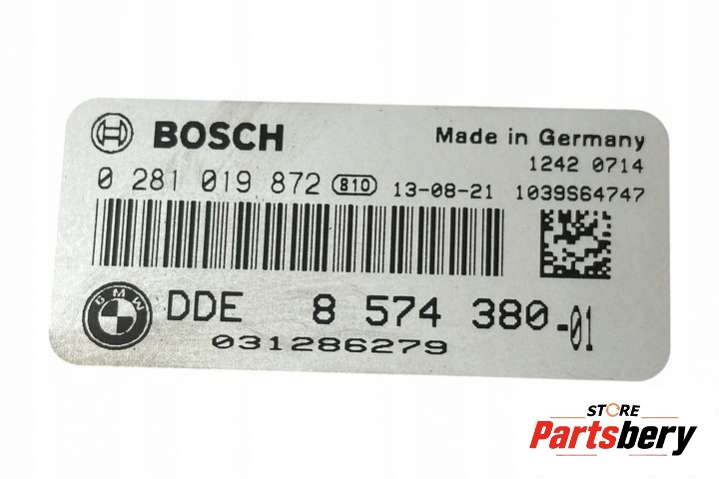 BOSCH
Made in Germany
1242 0714
0 281 019 872 810 13-08-21 1039S64747
BMW
DDE 8 574 380-01
031286279
STORE
Partsbery